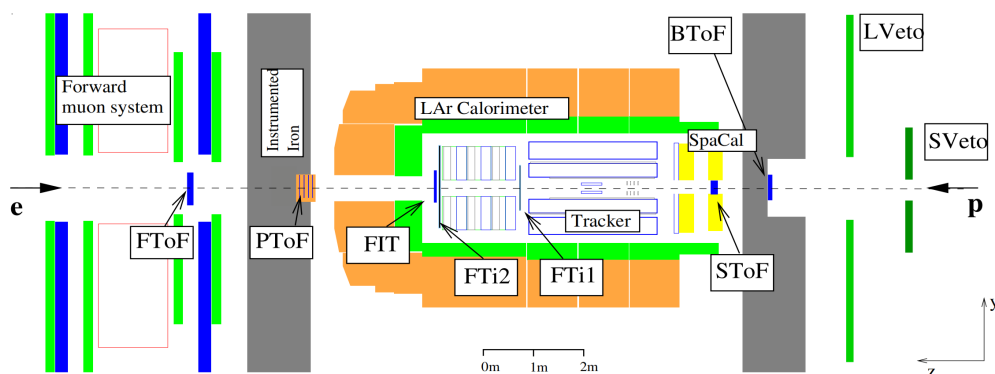 BToF
LVeto
Forward
muon system
Instrumented
Iron
LAr Calorimeter
SpaCal
SVeto
e
p
FToF
PToF
FIT
FTi2
FTi1
Tracker
SToF
y
z
0m 1m 2m